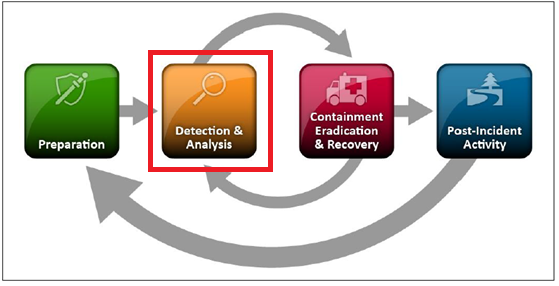 Preparation
Detection &
Analysis
Containment
Eradication
& Recovery
Post-Incident
Activity